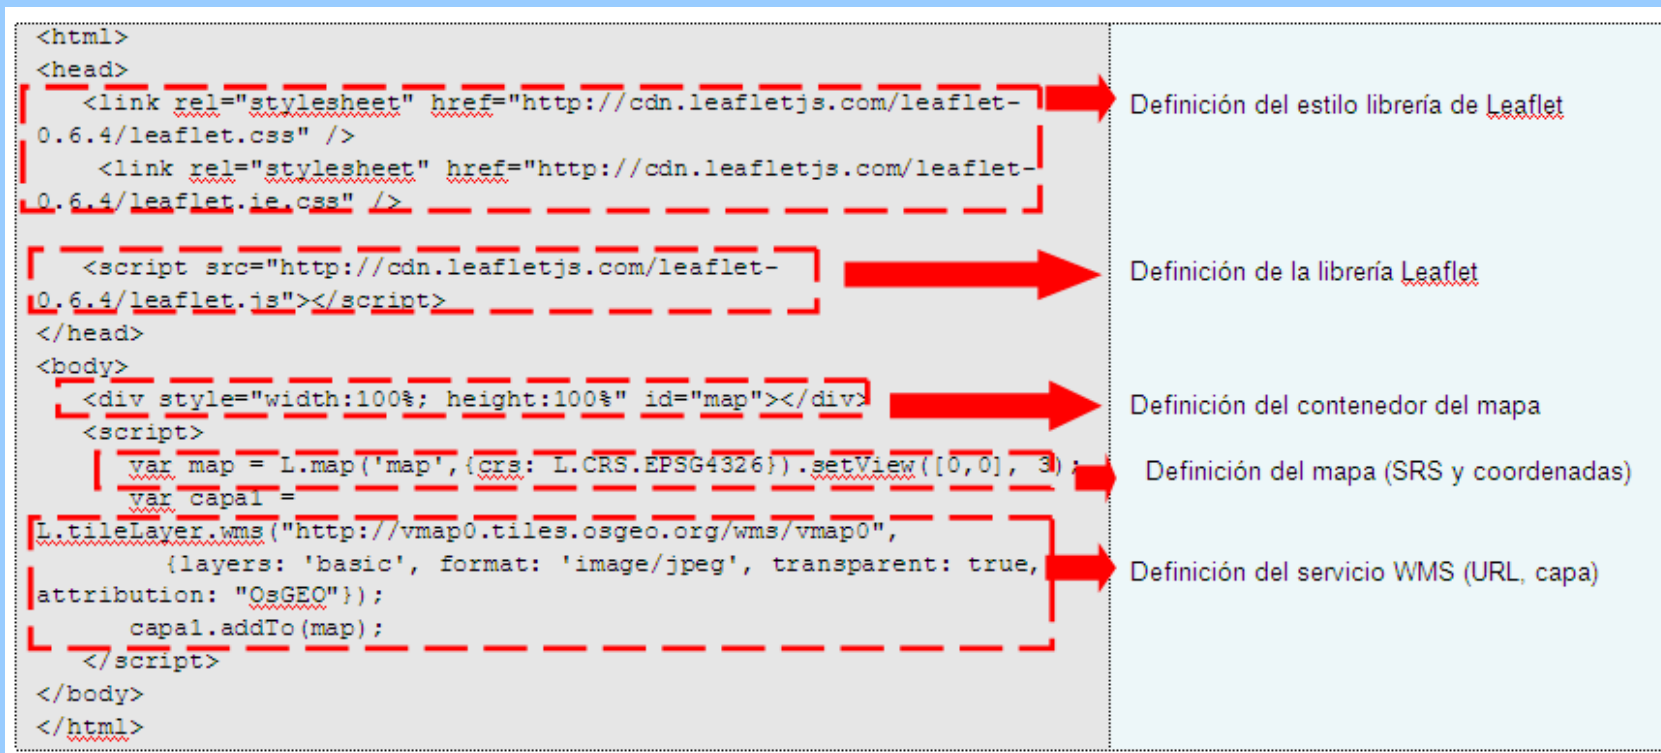 <html>
<head>
<link rel="stylesheet" href="http://cdn.leafletjs.com/leaflet-
0.6.4/leaflet.css" />
<link rel="stylesheet" href="http://cdn.leafletjs.com/leaflet-
0.6.4/leaflet.ie.css" />
Definición del estilo librería de Leaflet
<script src="http://cdn.leafletjs.com/leaflet-
0.6.4/leaflet.js"></script>
Definición de la librería Leaflet
</head>
<body>
<div style="width:100%; height:100%" id="map"></div>
Definición del contenedor del mapa
<script>
var map = L.map('map',{crs: L.CRS.EPSG4326}).setView([0,0], 3);
Definición del mapa (SRS y coordenadas)
var capa1 =
L.tileLayer.wms("http://vmap0.tiles.osgeo.org/wms/vmap0",
{layers: 'basic', format: 'image/jpeg', transparent: true,
attribution: "OsGEO"});
capa1.addTo(map);
Definición del servicio WMS (URL, capa)
</script>
</body>
</html>